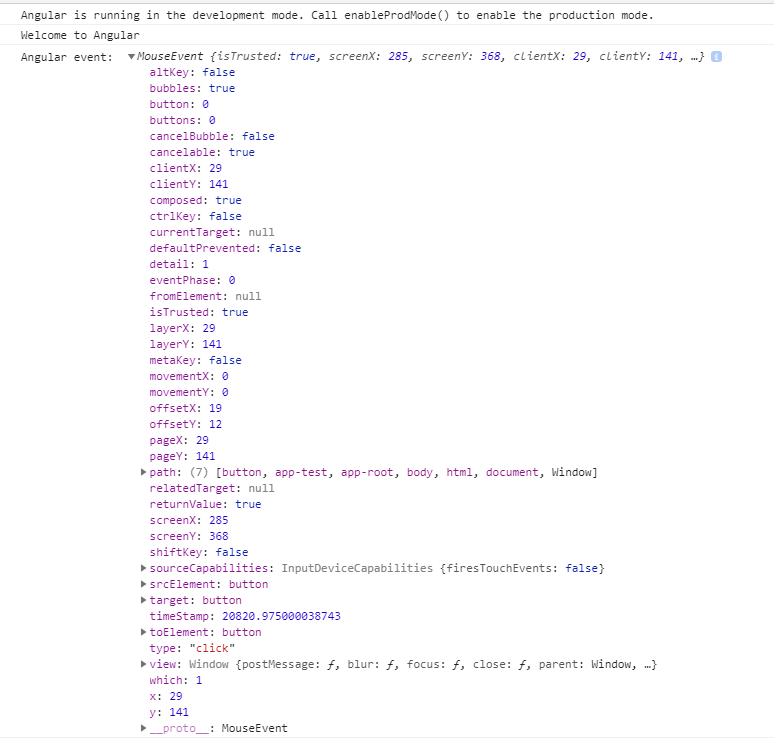 Angular is running in the development mode. Call enableProdMode() to enable the production mode.
Welcome to Angular
Angular event: ▼MouseEvent {isTrusted: true, screenX: 285, screenY: 368, clientX: 29, clientY: 141, …} i
altKey: false
bubbles: true
button: 0
buttons: 0
cancelBubble: false
cancelable: true
clientX: 29
clientY: 141
composed: true
ctrlKey: false
currentTarget: null
defaultPrevented: false
detail: 1
eventPhase: 0
fromElement: null
isTrusted: true
layerX: 29
layerY: 141
metaKey: false
movementX: 0
movementY: 0
offsetX: 19
offsetY: 12
pageX: 29
pageY: 141
▶path: (7) [button, app-test, app-root, body, html, document, Window]
relatedTarget: null
returnValue: true
screenX: 285
screenY: 368
shiftKey: false
▶sourceCapabilities: InputDeviceCapabilities {firesTouchEvents: false}
▶srcElement: button
▶target: button
timeStamp: 20820.975000038743
▶toElement: button
type: "click"
▶view: Window {postMessage: ƒ, blur: ƒ, focus: ƒ, close: ƒ, parent: Window, …}
which: 1
x: 29
y: 141
▶__proto__: MouseEvent